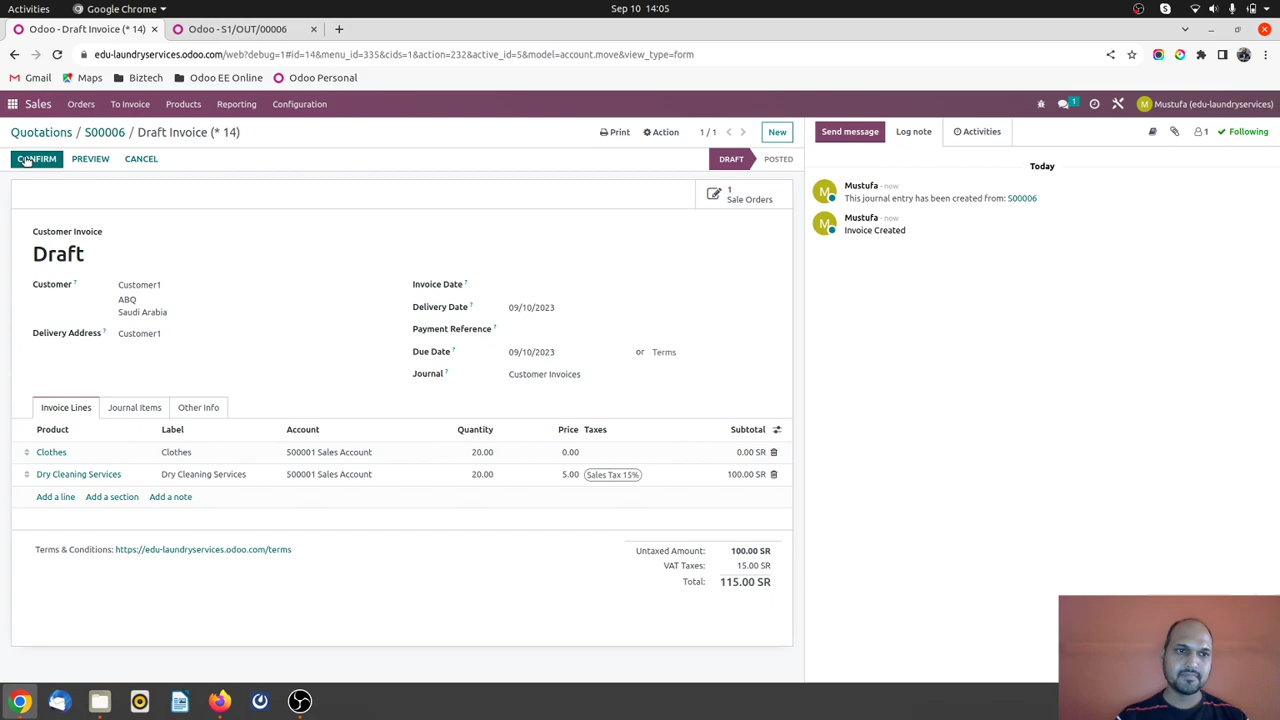 Activities
Google Chrome
Sep 10 14:05
Odoo - Draft Invoice (* 14)
Odoo - S1/OUT/00006
edu-laundryservices.odoo.com/web?debug=1#id=14&menu_id=335&cids=1&action=232&active_id=5&model=account.move&view_type=form
Gmail
Maps
Biztech
Odoo EE Online
Odoo Personal
Sales
Orders
To Invoice
Products
Reporting
Configuration
1
Mustufa (edu-laundryservices)
Quotations / S00006 / Draft Invoice (* 14)
Print
Action
1 / 1
New
Send message
Log note
Activities
1
Following
CONFIRM
PREVIEW
CANCEL
DRAFT
POSTED
Today
1
Sale Orders
M
Mustufa - now
This journal entry has been created from: S00006
M
Mustufa - now
Invoice Created
Customer Invoice
Draft
Customer ?
Customer1
ABQ
Saudi Arabia
Delivery Address ?
Customer1
Invoice Date ?
Delivery Date ?
09/10/2023
Payment Reference ?
Due Date ?
09/10/2023
or
Terms
Journal ?
Customer Invoices
Invoice Lines
Journal Items
Other Info
Product Label Account Quantity Price Taxes Subtotal
Clothes Clothes 500001 Sales Account 20.00 0.00 0.00 SR
Dry Cleaning Services Dry Cleaning Services 500001 Sales Account 20.00 5.00 Sales Tax 15% 100.00 SR
Add a line
Add a section
Add a note
Terms & Conditions: https://edu-laundryservices.odoo.com/terms
Untaxed Amount: 100.00 SR
VAT Taxes: 15.00 SR
Total: 115.00 SR